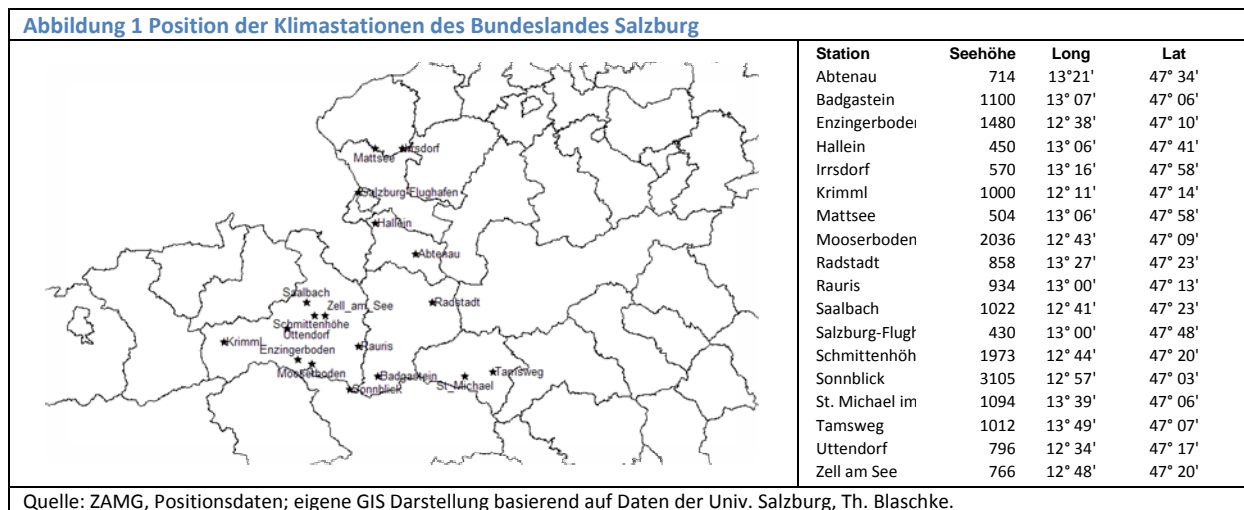 Abbildung 1 Position der Klimastationen des Bundeslandes Salzburg
Mattsee
Irrsdorf
Salzburg-Flughafen
Hallein
Abtenau
Saalbach
Zell_am_See
Radstadt
Schmittenhöhe
Uttendorf
Krimml
Enzingerboden
Rauris
Mooserboden
Badgastein
Tamsweg
Sonnblick
St_Michael
Station Seehöhe Long Lat
Abtenau 714 13°21' 47° 34'
Badgastein 1100 13° 07' 47° 06'
Enzingerboden 1480 12° 38' 47° 10'
Hallein 450 13° 06' 47° 41'
Irrsdorf 570 13° 16' 47° 58'
Krimml 1000 12° 11' 47° 14'
Mattsee 504 13° 06' 47° 58'
Mooserboden 2036 12° 43' 47° 09'
Radstadt 858 13° 27' 47° 23'
Rauris 934 13° 00' 47° 13'
Saalbach 1022 12° 41' 47° 23'
Salzburg-Flugh 430 13° 00' 47° 48'
Schmittenhöh 1973 12° 44' 47° 20'
Sonnblick 3105 12° 57' 47° 03'
St. Michael im 1094 13° 39' 47° 06'
Tamsweg 1012 13° 49' 47° 07'
Uttendorf 796 12° 34' 47° 17'
Zell am See 766 12° 48' 47° 20'
Quelle: ZAMG, Positionsdaten; eigene GIS Darstellung basierend auf Daten der Univ. Salzburg, Th. Blaschke.